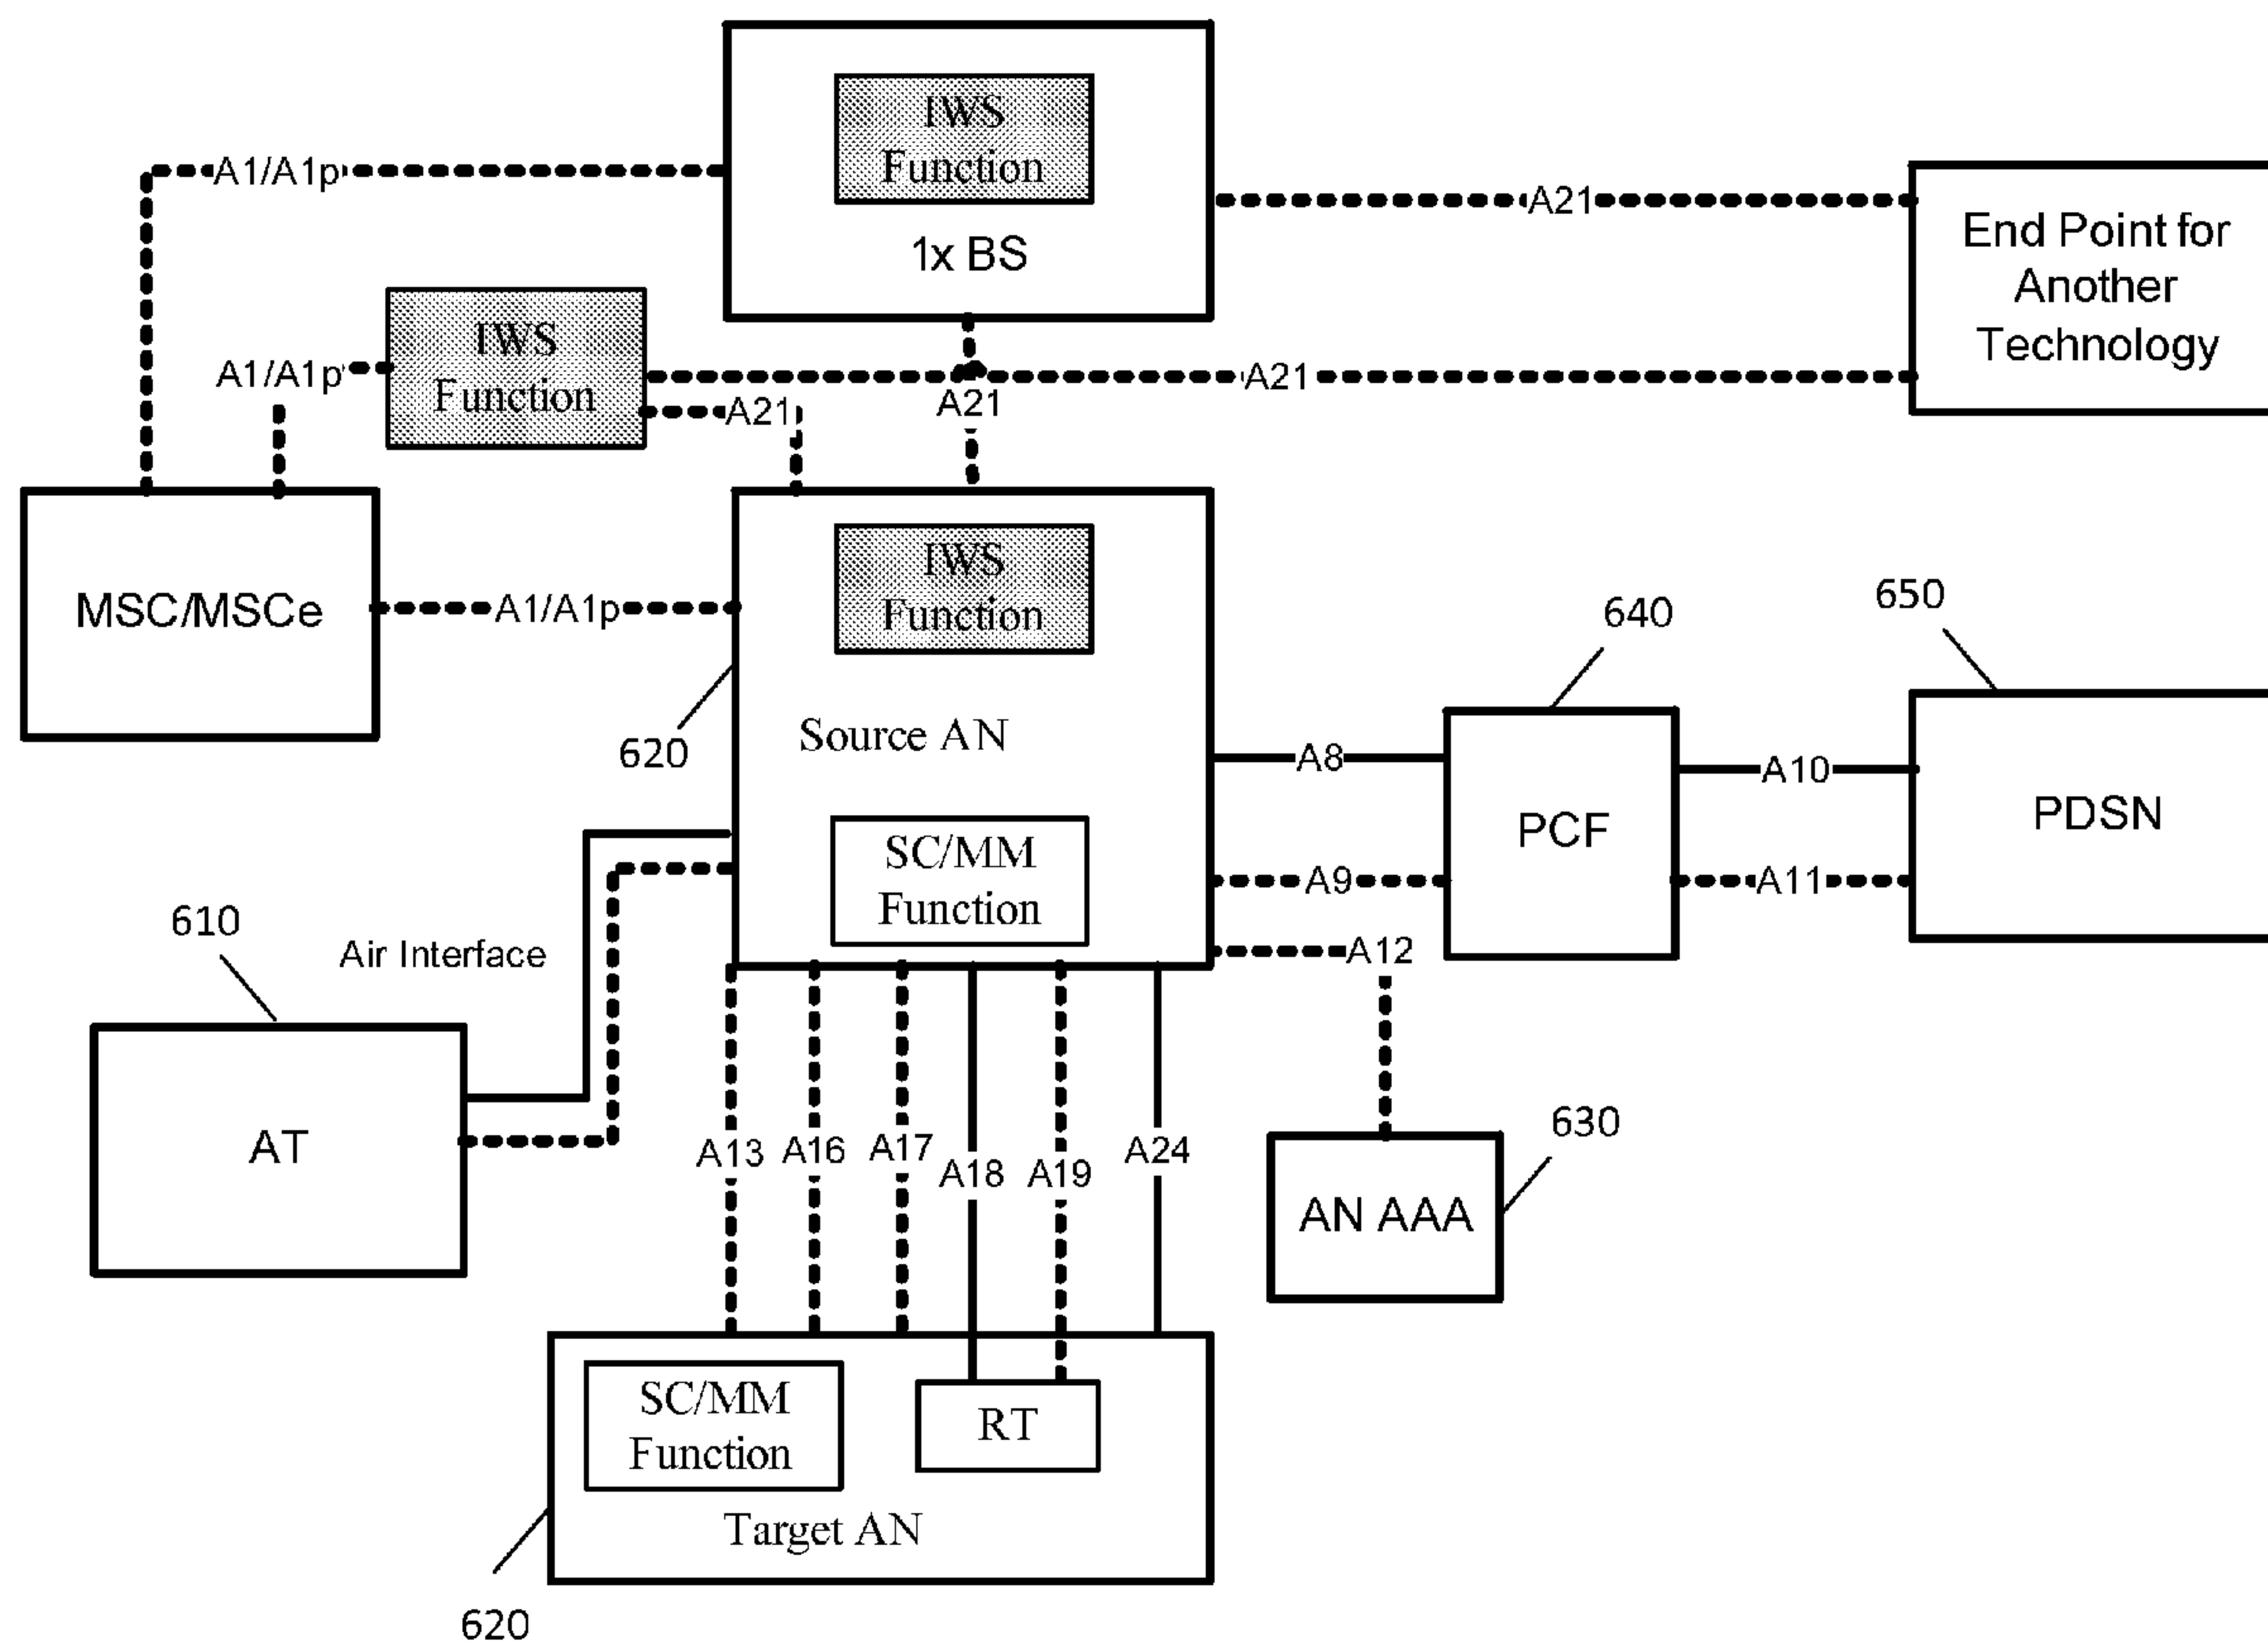 IWS
Function
1x BS
A1/A1p
A21
End Point for
Another
Technology
IWS
Function
A1/A1p
A21
A21
A21
MSC/MSCe
A1/A1p
IWS
Function
Source AN
620
SC/MM
Function
A8
A9
A12
640
PCF
A10
A11
650
PDSN
610
Air Interface
AT
A13
A16
A17
A18
A19
A24
630
AN AAA
SC/MM
Function
RT
Target AN
620